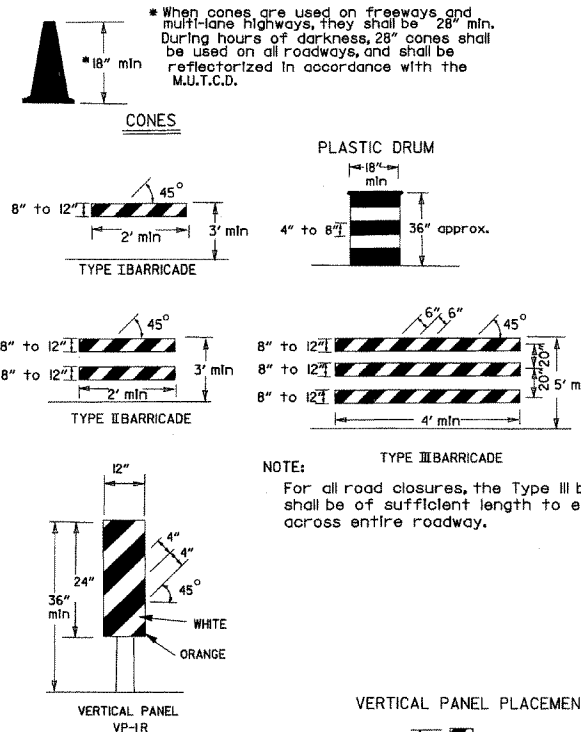 * When cones are used on freeways and
multi-lane highways, they shall be 28" min.
During hours of darkness, 28" cones shall
be used on all roadways, and shall be
reflectorized in accordance with the
M.U.T.C.D.
* 18" min
CONES
PLASTIC DRUM
18"
min
4" to 8"
36" approx.
45°
8" to 12"
2' min
3' min
TYPE I BARRICADE
45°
8" to 12"
8" to 12"
2' min
3' min
TYPE II BARRICADE
6" 6"
45°
8" to 12"
8" to 12"
8" to 12"
20"
20"
5' m
4' min
TYPE III BARRICADE
NOTE:
For all road closures, the Type III b
shall be of sufficient length to e
across entire roadway.
12"
4"
4"
45°
24"
36"
min
WHITE
ORANGE
VERTICAL PANEL
VP-1R
VERTICAL PANEL PLACEMEN